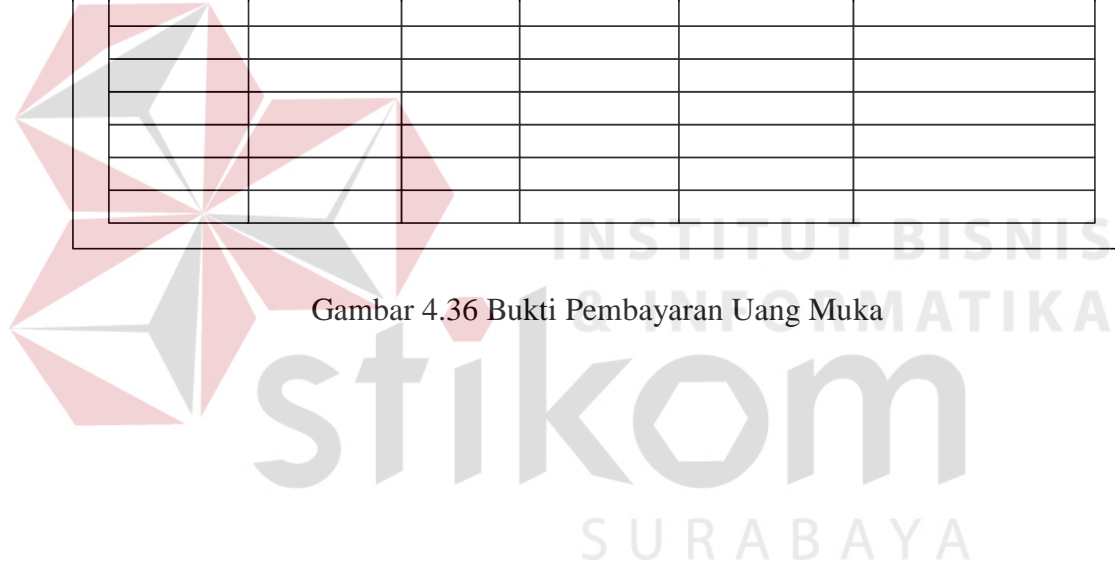 INSTITUT BISNIS
Gambar 4.36 Bukti Pembayaran Uang Muka
& INFORMATIKA
stikom
SURABAYA